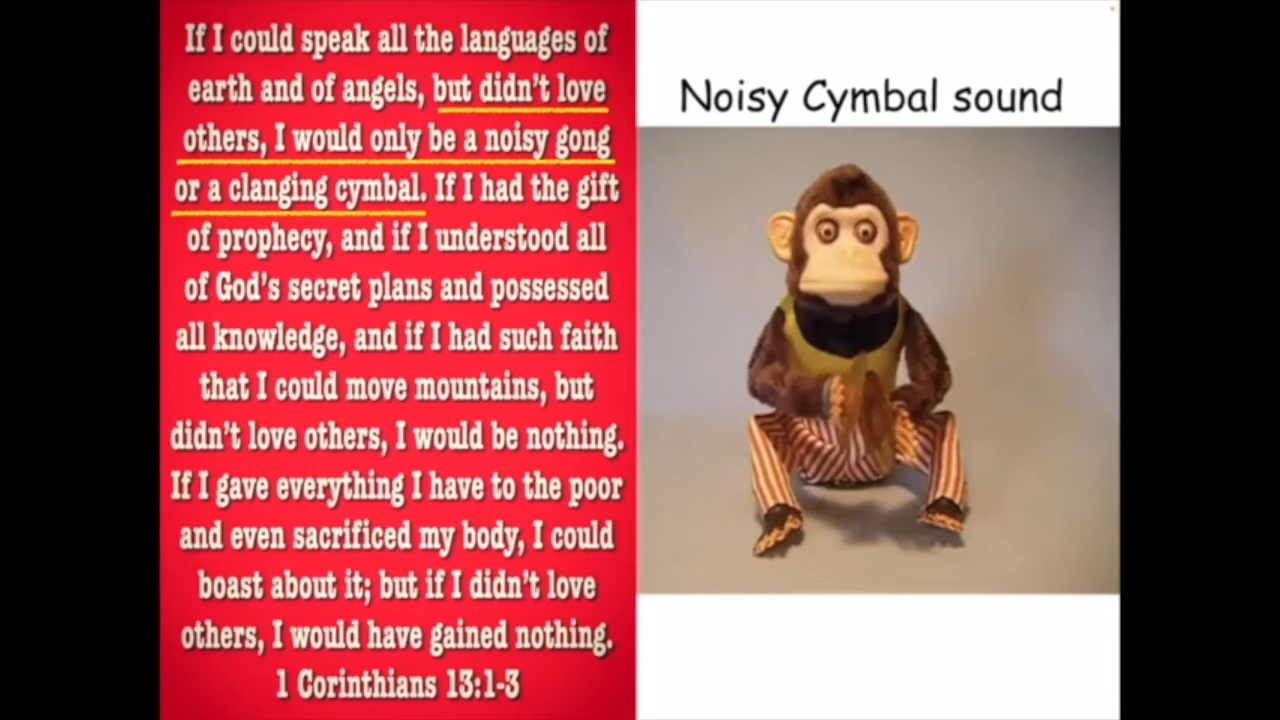 If I could speak all the languages of
earth and of angels, but didn't love
others, I would only be a noisy gong
or a clanging cymbal. If I had the gift
of prophecy, and if I understood all
of God's secret plans and possessed
all knowledge, and if I had such faith
that I could move mountains, but
didn't love others, I would be nothing.
If I gave everything I have to the poor
and even sacrificed my body, I could
boast about it; but if I didn't love
others, I would have gained nothing.
1 Corinthians 13:1-3
Noisy Cymbal sound